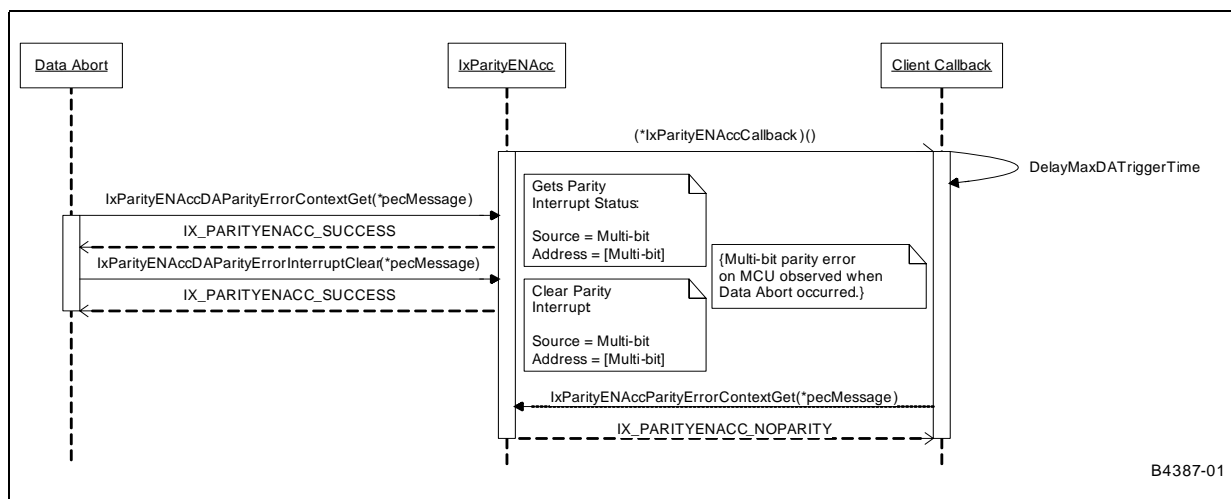 Data Abort
IxParityENAcc
Client Callback
(*IxParityENAccCallback)()
DelayMaxDATriggerTime
IxParityENAccDAParityErrorContextGet(*pecMessage)
IX_PARITYENACC_SUCCESS
IxParityENAccDAParityErrorInterruptClear(*pecMessage)
IX_PARITYENACC_SUCCESS
Gets Parity
Interrupt Status:
Source = Multi-bit
Address = [Multi-bit]
{Multi-bit parity error
on MCU observed when
Data Abort occurred.}
Clear Parity
Interrupt
Source = Multi-bit
Address = [Multi-bit]
IxParityENAccParityErrorContextGet(*pecMessage)
IX_PARITYENACC_NOPARITY
B4387-01